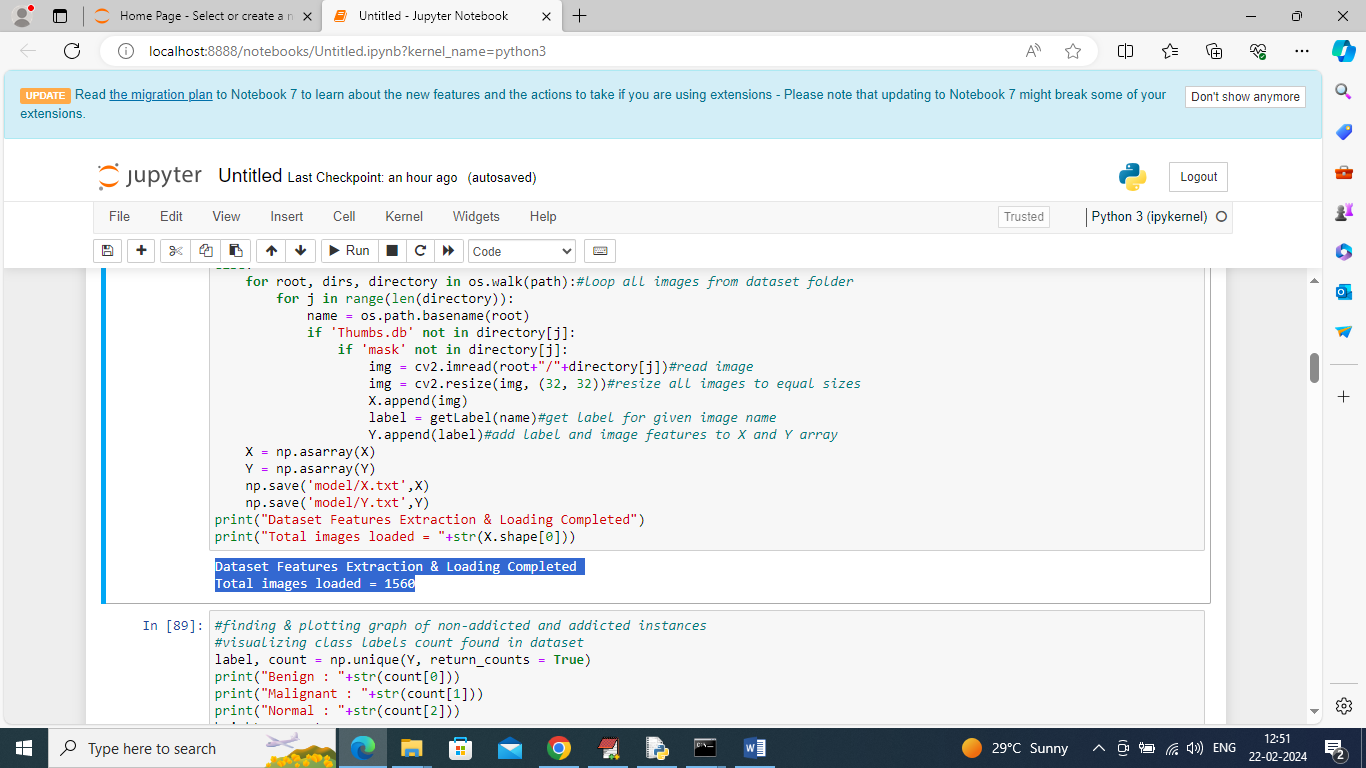 Home Page - Select or create a n
Untitled - Jupyter Notebook
localhost:8888/notebooks/Untitled.ipynb?kernel_name=python3
UPDATE Read the migration plan to Notebook 7 to learn about the new features and the actions to take if you are using extensions - Please note that updating to Notebook 7 might break some of your
extensions.
Don't show anymore
jupyter Untitled Last Checkpoint: an hour ago (autosaved)
Logout
File Edit View Insert Cell Kernel Widgets Help
Trusted
Python 3 (ipykernel)
Run
Code
    for root, dirs, directory in os.walk(path):#loop all images from dataset folder
        for j in range(len(directory)):
            name = os.path.basename(root)
            if 'Thumbs.db' not in directory[j]:
                if 'mask' not in directory[j]:
                    img = cv2.imread(root+"/"+directory[j])#read image
                    img = cv2.resize(img, (32, 32))#resize all images to equal sizes
                    X.append(img)
                    label = getLabel(name)#get label for given image name
                    Y.append(label)#add label and image features to X and Y array
    X = np.asarray(X)
    Y = np.asarray(Y)
    np.save('model/X.txt',X)
    np.save('model/Y.txt',Y)
print("Dataset Features Extraction & Loading Completed")
print("Total images loaded = "+str(X.shape[0]))
Dataset Features Extraction & Loading Completed
Total images loaded = 1560
In [89]:
#finding & plotting graph of non-addicted and addicted instances
#visualizing class labels count found in dataset
label, count = np.unique(Y, return_counts = True)
print("Benign : "+str(count[0]))
print("Malignant : "+str(count[1]))
print("Normal : "+str(count[2]))
Type here to search
29°C Sunny
ENG
12:51
22-02-2024
2